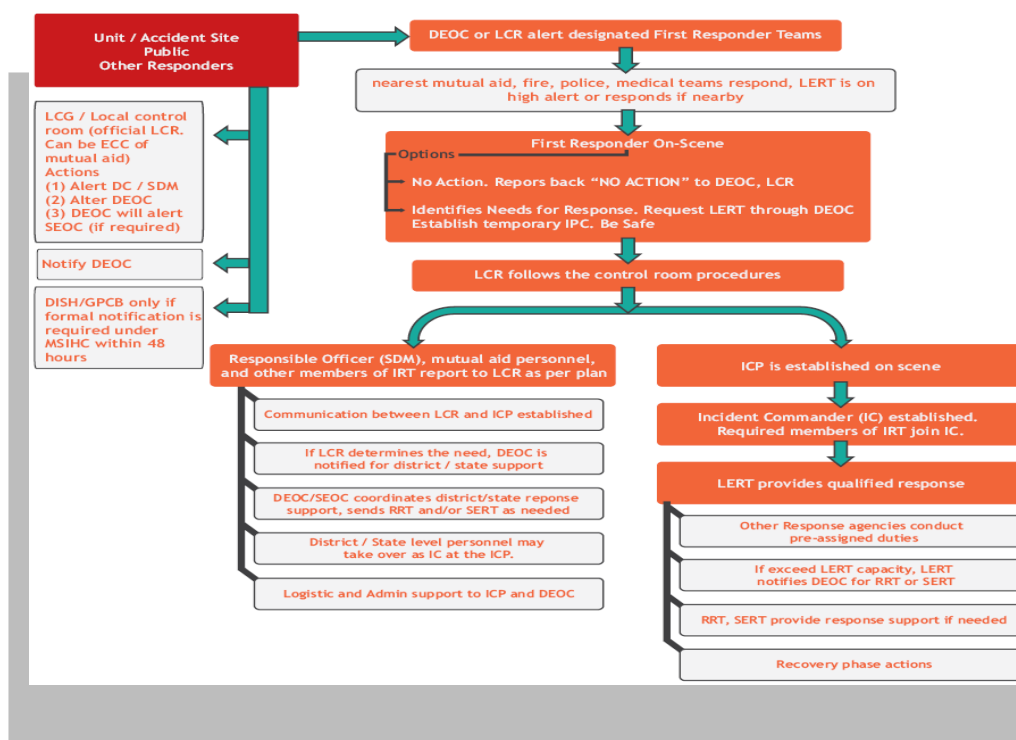 Unit / Accident Site
Public
Other Responders
DEOC or LCR alert designated First Responder Teams
nearest mutual aid, fire, police, medical teams respond, LERT is on
high alert or responds if nearby
LCG / Local control
room (official LCR.
Can be ECC of
mutual aid)
Actions
(1) Alert DC / SDM
(2) Alter DEOC
(3) DEOC will alert
SEOC (if required)
Notify DEOC
DISH/GPCB only if
formal notification is
required under
MSIHC within 48
hours
First Responder On-Scene
Options
No Action. Repors back “NO ACTION” to DEOC, LCR
Identifies Needs for Response. Request LERT through DEOC
Establish temporary IPC. Be Safe
LCR follows the control room procedures
Responsible Officer (SDM), mutual aid personnel,
and other members of IRT report to LCR as per plan
Communication between LCR and ICP established
If LCR determines the need, DEOC is
notified for district / state support
DEOC/SEOC coordinates district/state reponse
support, sends RRT and/or SERT as needed
District / State level personnel may
take over as IC at the ICP.
Logistic and Admin support to ICP and DEOC
ICP is established on scene
Incident Commander (IC) established.
Required members of IRT join IC.
LERT provides qualified response
Other Response agencies conduct
pre-assigned duties
If exceed LERT capacity, LERT
notifies DEOC for RRT or SERT
RRT, SERT provide response support if needed
Recovery phase actions